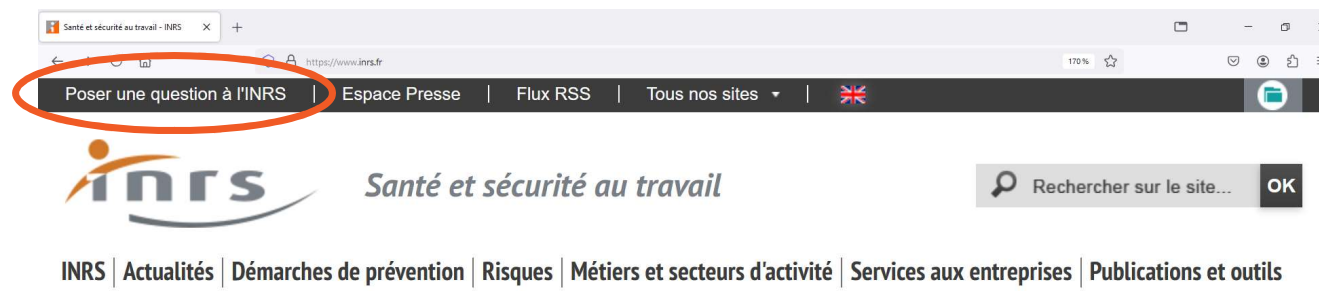 Santé et sécurité au travail - INRS
https://www.inrs.fr
170 %
Poser une question à l'INRS | Espace Presse | Flux RSS | Tous nos sites |
inrs
Santé et sécurité au travail
Rechercher sur le site... OK
INRS | Actualités | Démarches de prévention | Risques | Métiers et secteurs d'activité | Services aux entreprises | Publications et outils